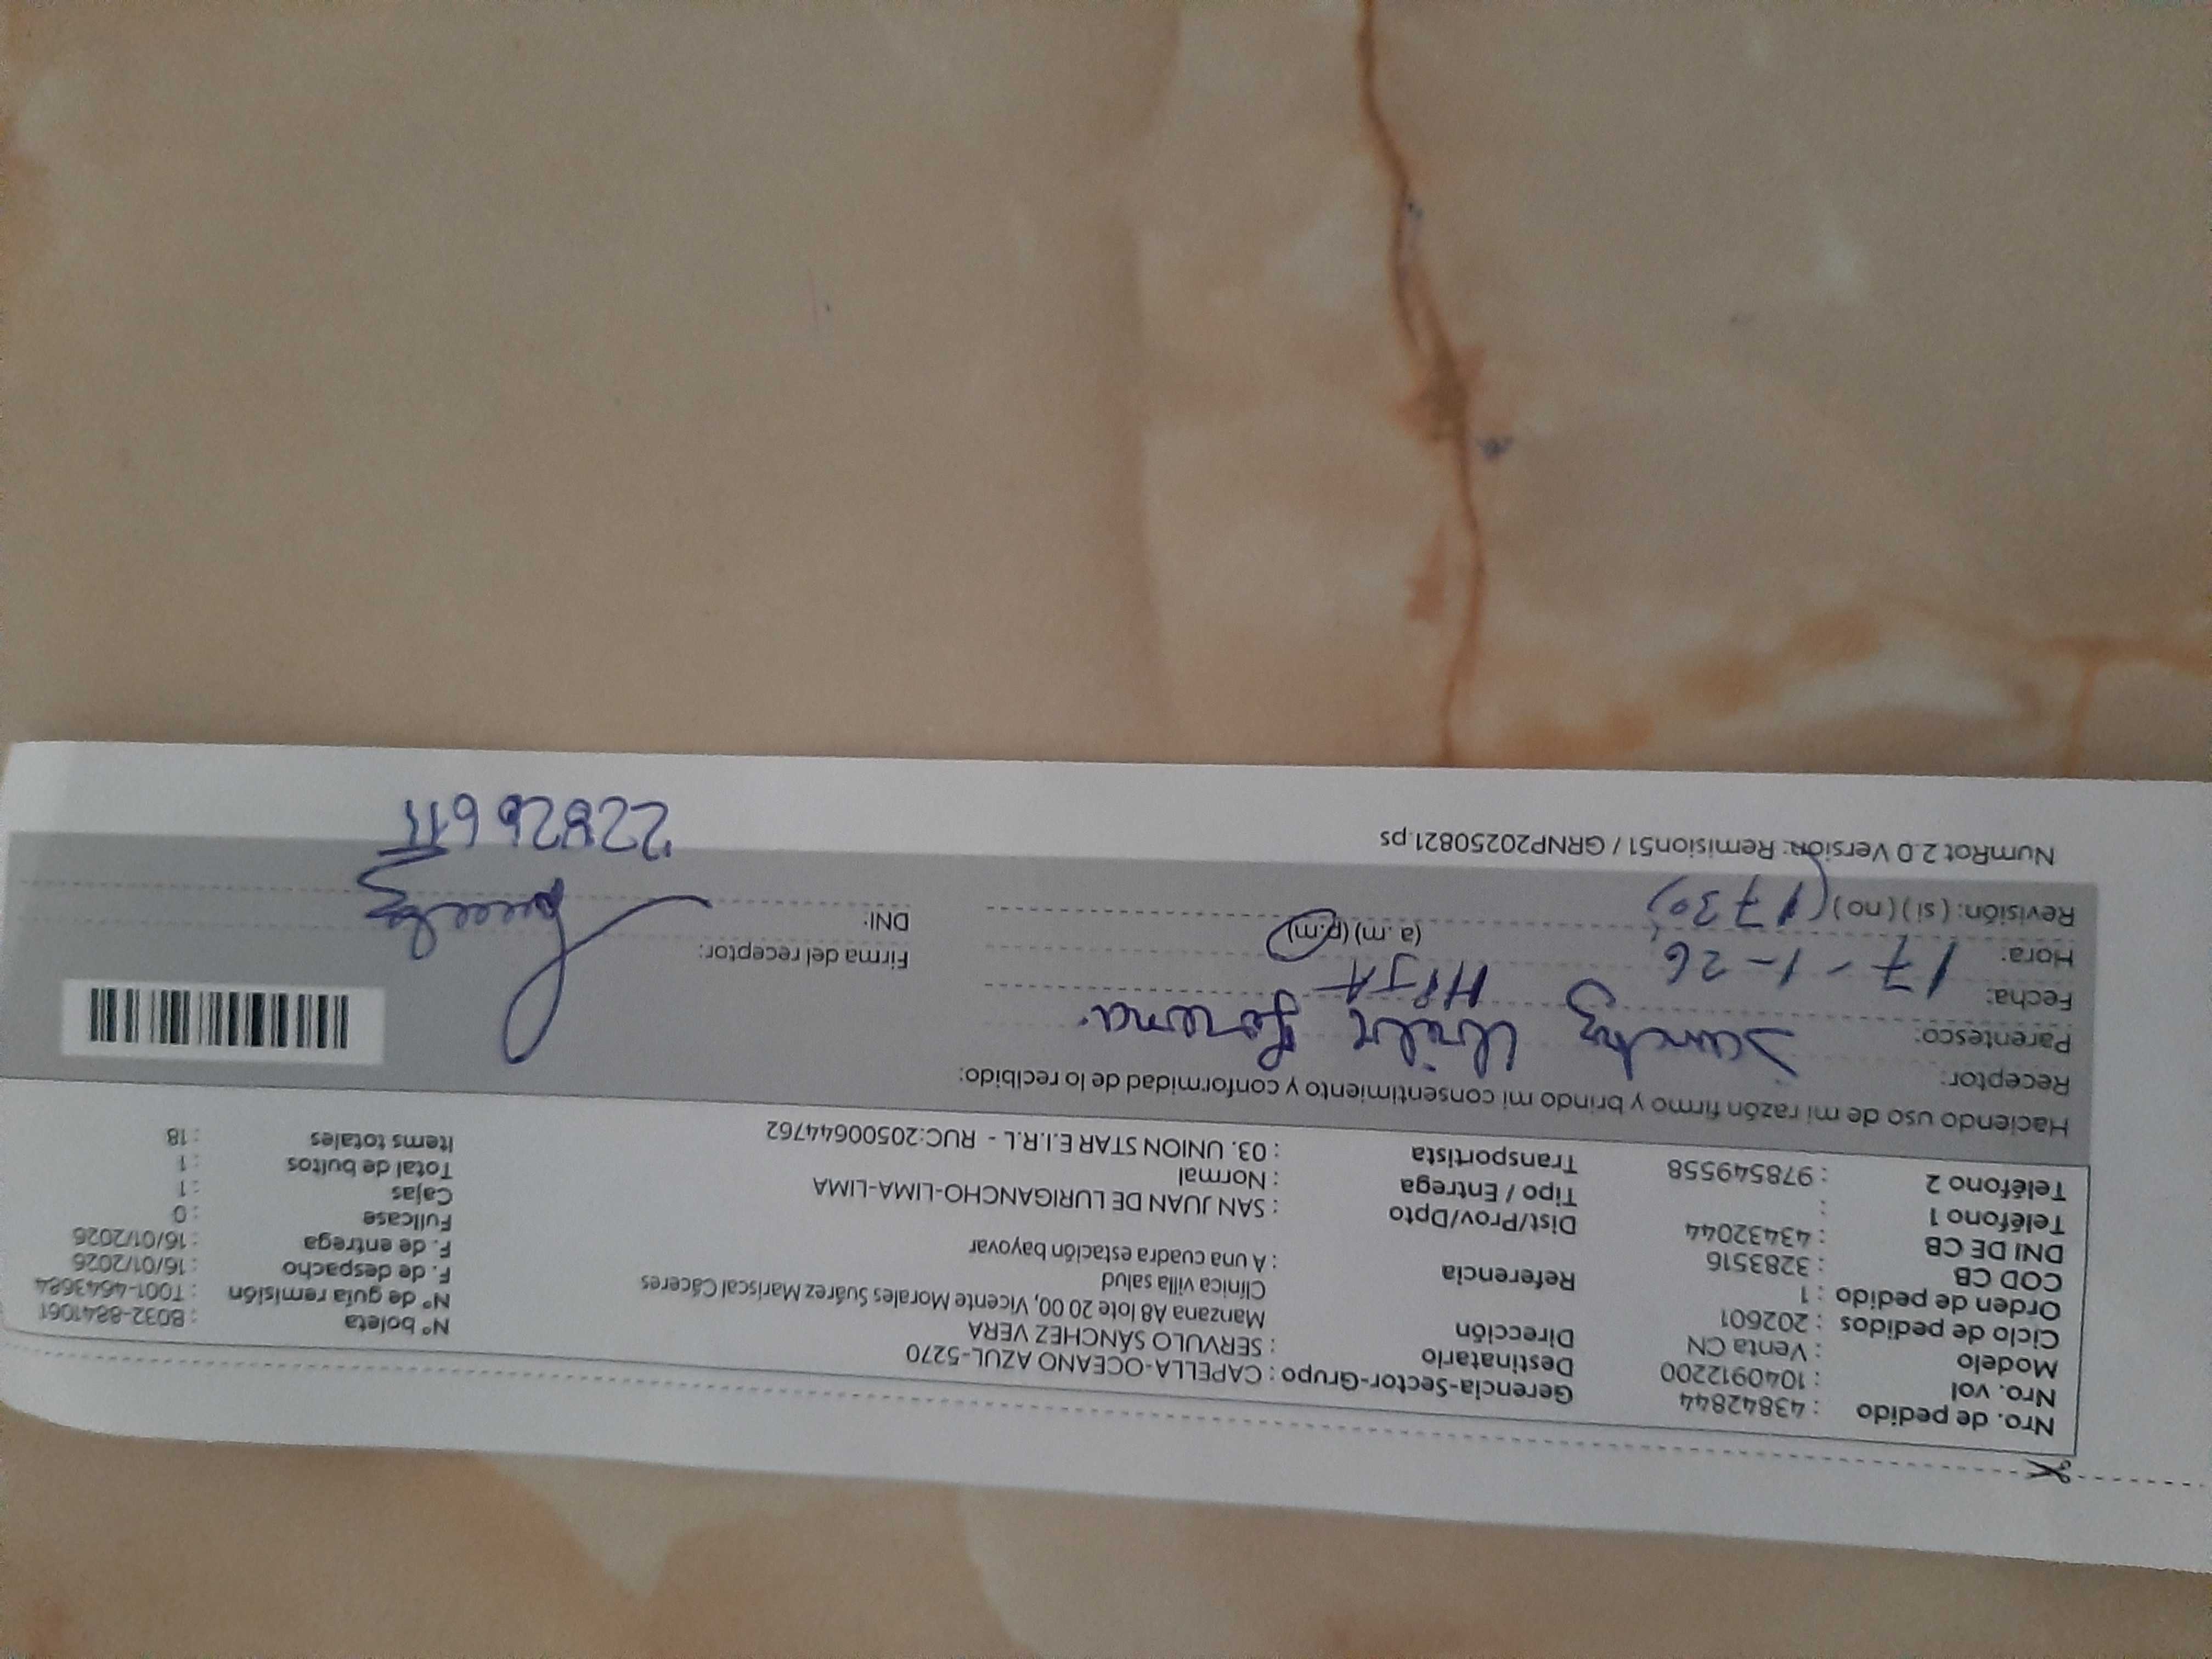 Nro. de pedido : 43842844
Nro. vol : 1040912200
Modelo : Venta CN
Ciclo de pedidos : 202601
Orden de pedido : 1
COD CB : 3283516
DNI DE CB : 43432044
Teléfono 1 :
Teléfono 2 : 978549558
Gerencia-Sector-Grupo : CAPELLA-OCEANO AZUL-5270
Destinatario : SERVULO SÁNCHEZ VERA
Dirección Manzana A8 lote 20 00, Vicente Morales Suárez Mariscal Cáceres
Clínica villa salud
Referencia : A una cuadra estación bayovar
Dist/Prov/Dpto : SAN JUAN DE LURIGANCHO-LIMA-LIMA
Tipo / Entrega : Normal
Transportista : 03. UNION STAR E.I.R.L - RUC:20500644762
Nº boleta : B032-8841061
Nº de guía remisión : T001-4643684
F. de despacho : 16/01/2026
F. de entrega : 16/01/2026
Fullcase : 0
Cajas : 1
Total de bultos : 1
Items totales : 18
Haciendo uso de mi razón firmo y brindo mi consentimiento y conformidad de lo recibido:
Receptor:
Parentesco: HIJA
Fecha: 17-1-26
Hora: (a.m) (p.m)
Revisión: (si) (no) (1730)
Firma del receptor:
DNI:
NumRot 2.0 Versión: Remision51 / GRNP20250821.ps